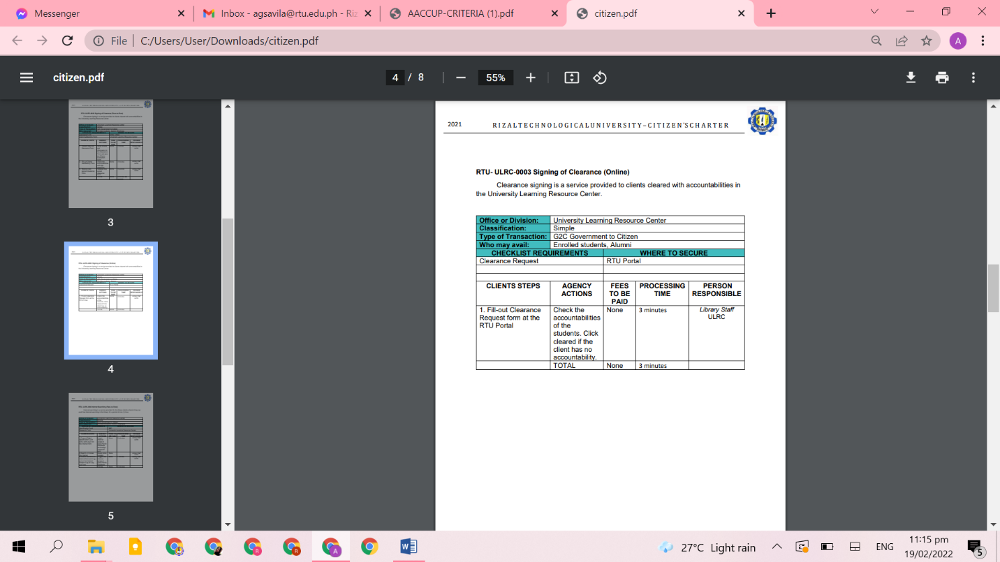 Messenger
Inbox - agsavila@rtu.edu.ph - Riz
AACCUP-CRITERIA (1).pdf
citizen.pdf
File | C:/Users/User/Downloads/citizen.pdf
A
citizen.pdf
4 / 8
55%
3
4
5
2021
RIZALTECHNOLOGICALUNIVERSITY–CITIZEN'SCHARTER
RTU- ULRC-0003 Signing of Clearance (Online)
Clearance signing is a service provided to clients cleared with accountabilities in
the University Learning Resource Center.
Office or Division: University Learning Resource Center
Classification: Simple
Type of Transaction: G2C Government to Citizen
Who may avail: Enrolled students, Alumni
CHECKLIST REQUIREMENTS WHERE TO SECURE
Clearance Request RTU Portal
CLIENTS STEPS
AGENCY
ACTIONS
FEES
TO BE
PAID
PROCESSING
TIME
PERSON
RESPONSIBLE
1. Fill-out Clearance
Request form at the
RTU Portal
Check the
accountabilities
of the
students. Click
cleared if the
client has no
accountability.
None
3 minutes
Library Staff
ULRC
TOTAL None 3 minutes
R
R
A
27°C Light rain
ENG
11:15 pm
19/02/2022
5